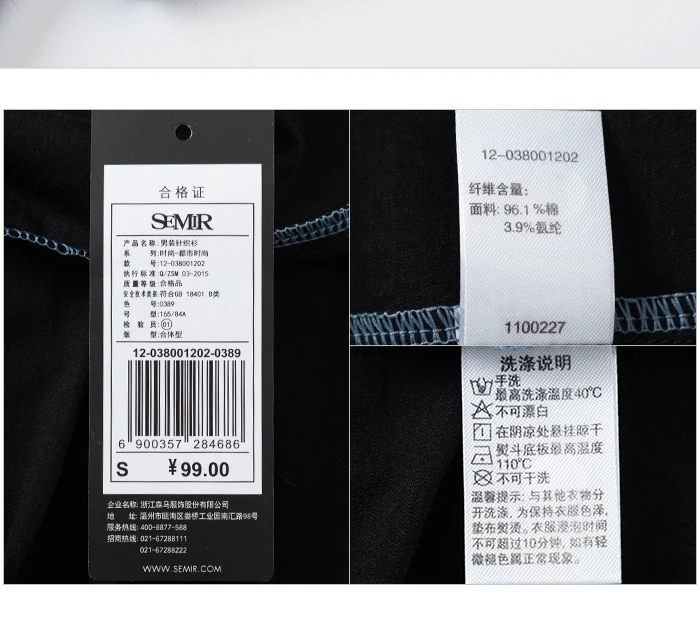 合格证
SEMIR
产品名称:男装针织衫
系 列:时尚-都市时尚
款 号:12-038001202
执行标准:Q/ZSM 03-2015
质量等级:合格品
安全技术类别:符合GB 18401 B类
色 号:0389
号 型:165/84A
检 验 员:01
版 型:合体型
12-038001202-0389
6 900357 284686
S ¥99.00
企业名称:浙江森马服饰股份有限公司
地 址:温州市瓯海区娄桥工业园南汇路98号
服务热线:400-8877-588
招商热线:021-67288111
021-67288222
WWW.SEMIR.COM
12-038001202
纤维含量:
面料: 96.1%棉
3.9%氨纶
1100227
洗涤说明
手洗
最高洗涤温度40℃
不可漂白
在阴凉处悬挂晾干
熨斗底板最高温度
110℃
不可干洗
温馨提示: 与其他衣物分
开洗涤, 为保持衣服色泽,
垫布熨烫。衣服浸泡时间
不可超过10分钟, 如有轻
微褪色属正常现象。